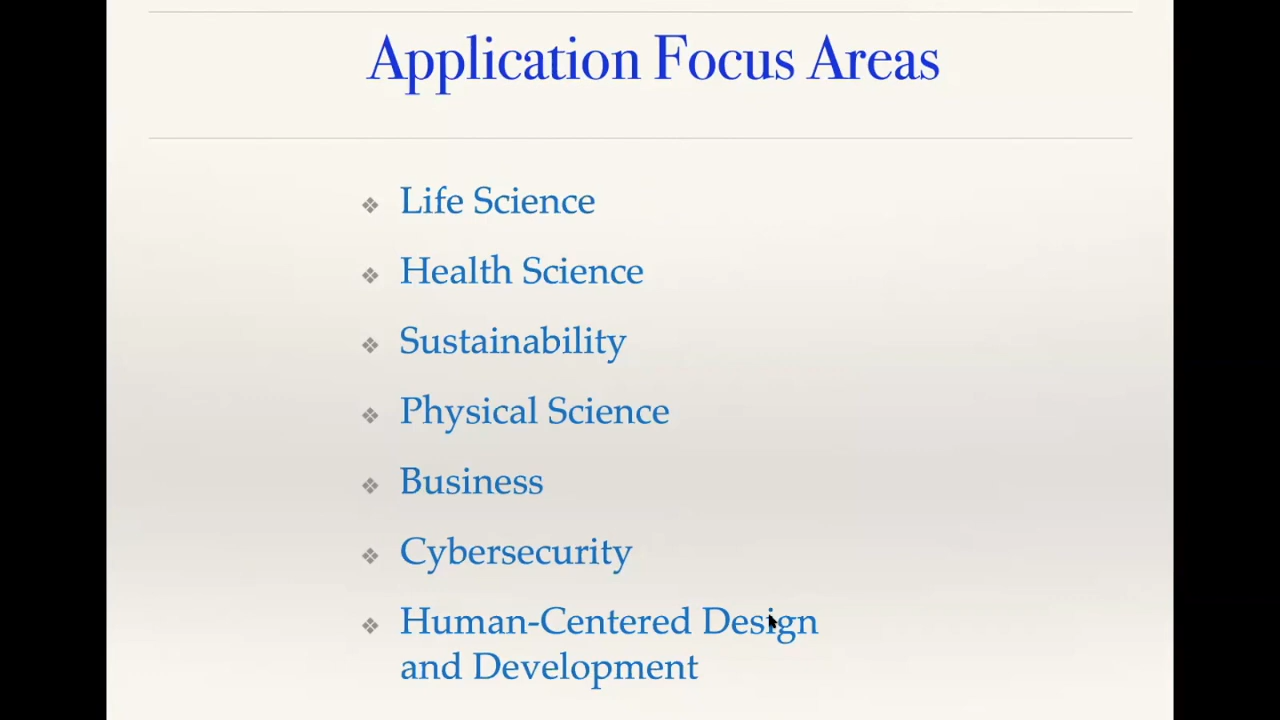 Application Focus Areas
Life Science
Health Science
Sustainability
Physical Science
Business
Cybersecurity
Human-Centered Design
and Development